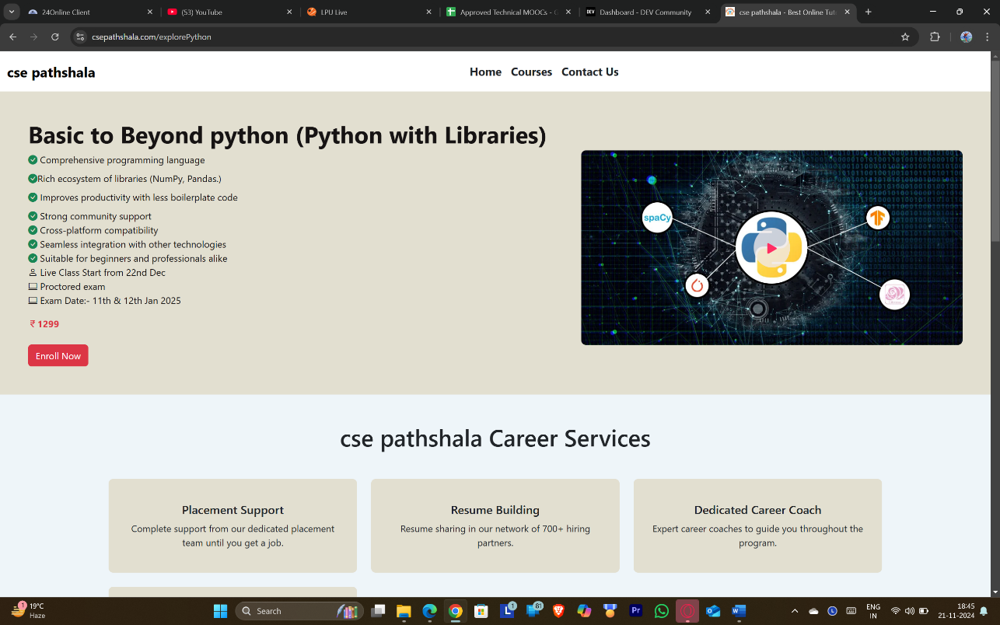 24Online Client
(53) YouTube
LPU Live
Approved Technical MOOCs - G
Dashboard - DEV Community
cse pathshala - Best Online Tuto
csepathshala.com/explorePython
cse pathshala
Home
Courses
Contact Us
Basic to Beyond python (Python with Libraries)
Comprehensive programming language
Rich ecosystem of libraries (NumPy, Pandas.)
Improves productivity with less boilerplate code
Strong community support
Cross-platform compatibility
Seamless integration with other technologies
Suitable for beginners and professionals alike
Live Class Start from 22nd Dec
Proctored exam
Exam Date:- 11th & 12th Jan 2025
₹ 1299
Enroll Now
spaCy
cse pathshala Career Services
Placement Support
Complete support from our dedicated placement
team until you get a job.
Resume Building
Resume sharing in our network of 700+ hiring
partners.
Dedicated Career Coach
Expert career coaches to guide you throughout the
program.
1
19°C
Haze
Search
1
81
Pr
ENG
IN
18:45
21-11-2024